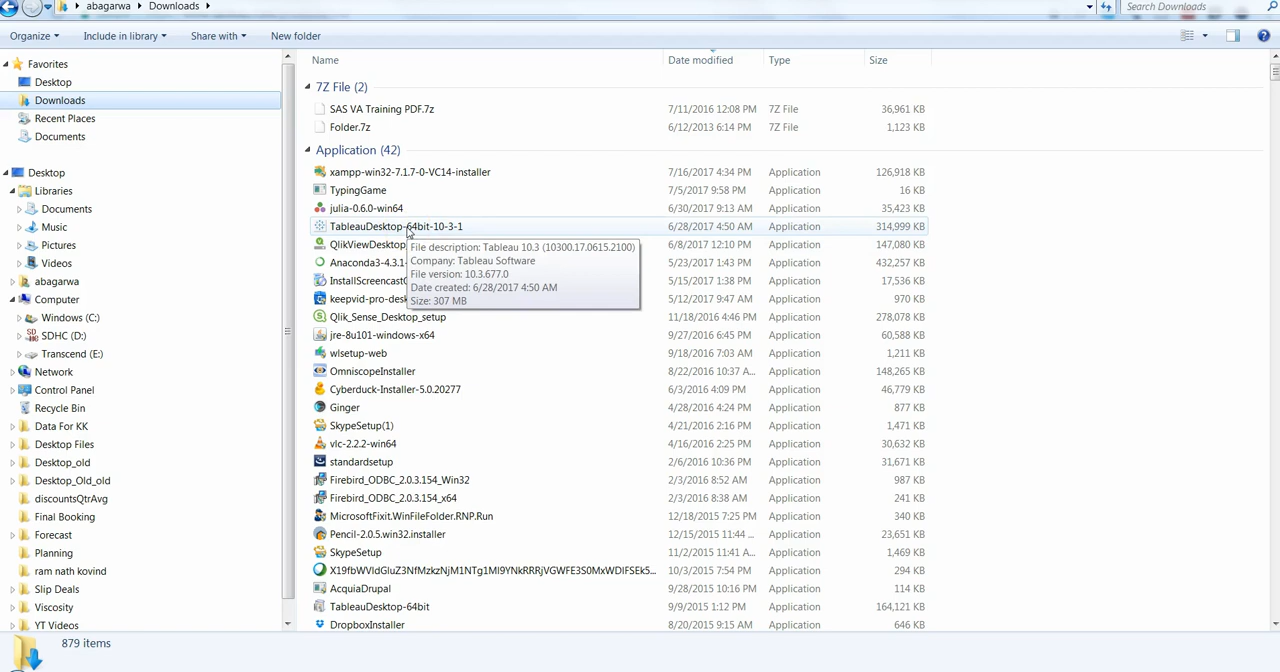 abagarwa Downloads Search Downloads
Organize Include in library Share with New folder
Favorites
Desktop
Downloads
Recent Places
Documents
Desktop
Libraries
Documents
Music
Pictures
Videos
abagarwa
Computer
Windows (C:)
SDHC (D:)
Transcend (E:)
Network
Control Panel
Recycle Bin
Data For KK
Desktop Files
Desktop_old
Desktop_Old_old
discountsQtrAvg
Final Booking
Forecast
Planning
ram nath kovind
Slip Deals
Viscosity
YT Videos
Name Date modified Type Size
7Z File (2)
SAS VA Training PDF.7z 7/11/2016 12:08 PM 7Z File 36,961 KB
Folder.7z 6/12/2013 6:14 PM 7Z File 1,123 KB
Application (42)
xampp-win32-7.1.7-0-VC14-installer 7/16/2017 4:34 PM Application 126,918 KB
TypingGame 7/5/2017 9:58 PM Application 16 KB
julia-0.6.0-win64 6/30/2017 9:13 AM Application 35,423 KB
TableauDesktop-64bit-10-3-1 6/28/2017 4:50 AM Application 314,999 KB
QlikViewDesktop 6/8/2017 12:10 PM Application 147,080 KB
Anaconda3-4.3.1 5/23/2017 1:43 PM Application 432,257 KB
InstallScreencastO 5/15/2017 1:38 PM Application 17,536 KB
keepvid-pro-desk 5/12/2017 9:47 AM Application 970 KB
File description: Tableau 10.3 (10300.17.0615.2100)
Company: Tableau Software
File version: 10.3.677.0
Date created: 6/28/2017 4:50 AM
Size: 307 MB
Qlik_Sense_Desktop_setup 11/18/2016 4:46 PM Application 278,078 KB
jre-8u101-windows-x64 9/27/2016 6:45 PM Application 60,588 KB
wlsetup-web 9/18/2016 7:03 AM Application 1,211 KB
OmniscopeInstaller 8/22/2016 10:37 A... Application 148,265 KB
Cyberduck-Installer-5.0.20277 6/3/2016 4:09 PM Application 46,779 KB
Ginger 4/28/2016 4:24 PM Application 877 KB
SkypeSetup(1) 4/21/2016 2:16 PM Application 1,471 KB
vlc-2.2.2-win64 4/16/2016 2:25 PM Application 30,632 KB
standardsetup 2/6/2016 10:36 PM Application 31,671 KB
Firebird_ODBC_2.0.3.154_Win32 2/3/2016 8:52 AM Application 987 KB
Firebird_ODBC_2.0.3.154_x64 2/3/2016 8:38 AM Application 241 KB
MicrosoftFixit.WinFileFolder.RNP.Run 12/18/2015 7:25 PM Application 340 KB
Pencil-2.0.5.win32.installer 12/15/2015 11:44 ... Application 23,651 KB
SkypeSetup 11/2/2015 11:41 A... Application 1,469 KB
10/3/2015 7:54 PM Application 294 KB
AcquiaDrupal 9/28/2015 10:16 PM Application 114 KB
TableauDesktop-64bit 9/9/2015 1:12 PM Application 164,121 KB
DropboxInstaller 8/20/2015 9:15 AM Application 646 KB
879 items